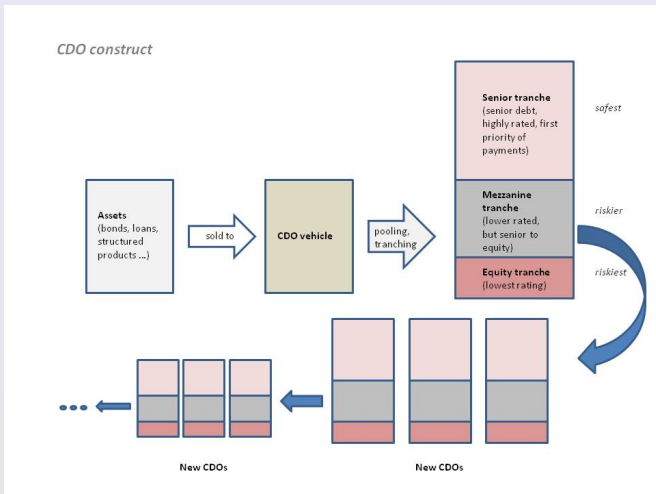 CDO construct
Senior tranche
(senior debt,
highly rated, first
priority of
payments)
safest
Assets
(bonds, loans,
structured
products ...)
sold to
CDO vehicle
pooling,
tranching
Mezzanine
tranche
(lower rated,
but senior to
equity)
riskier
Equity tranche
(lowest rating)
riskiest
New CDOs
New CDOs